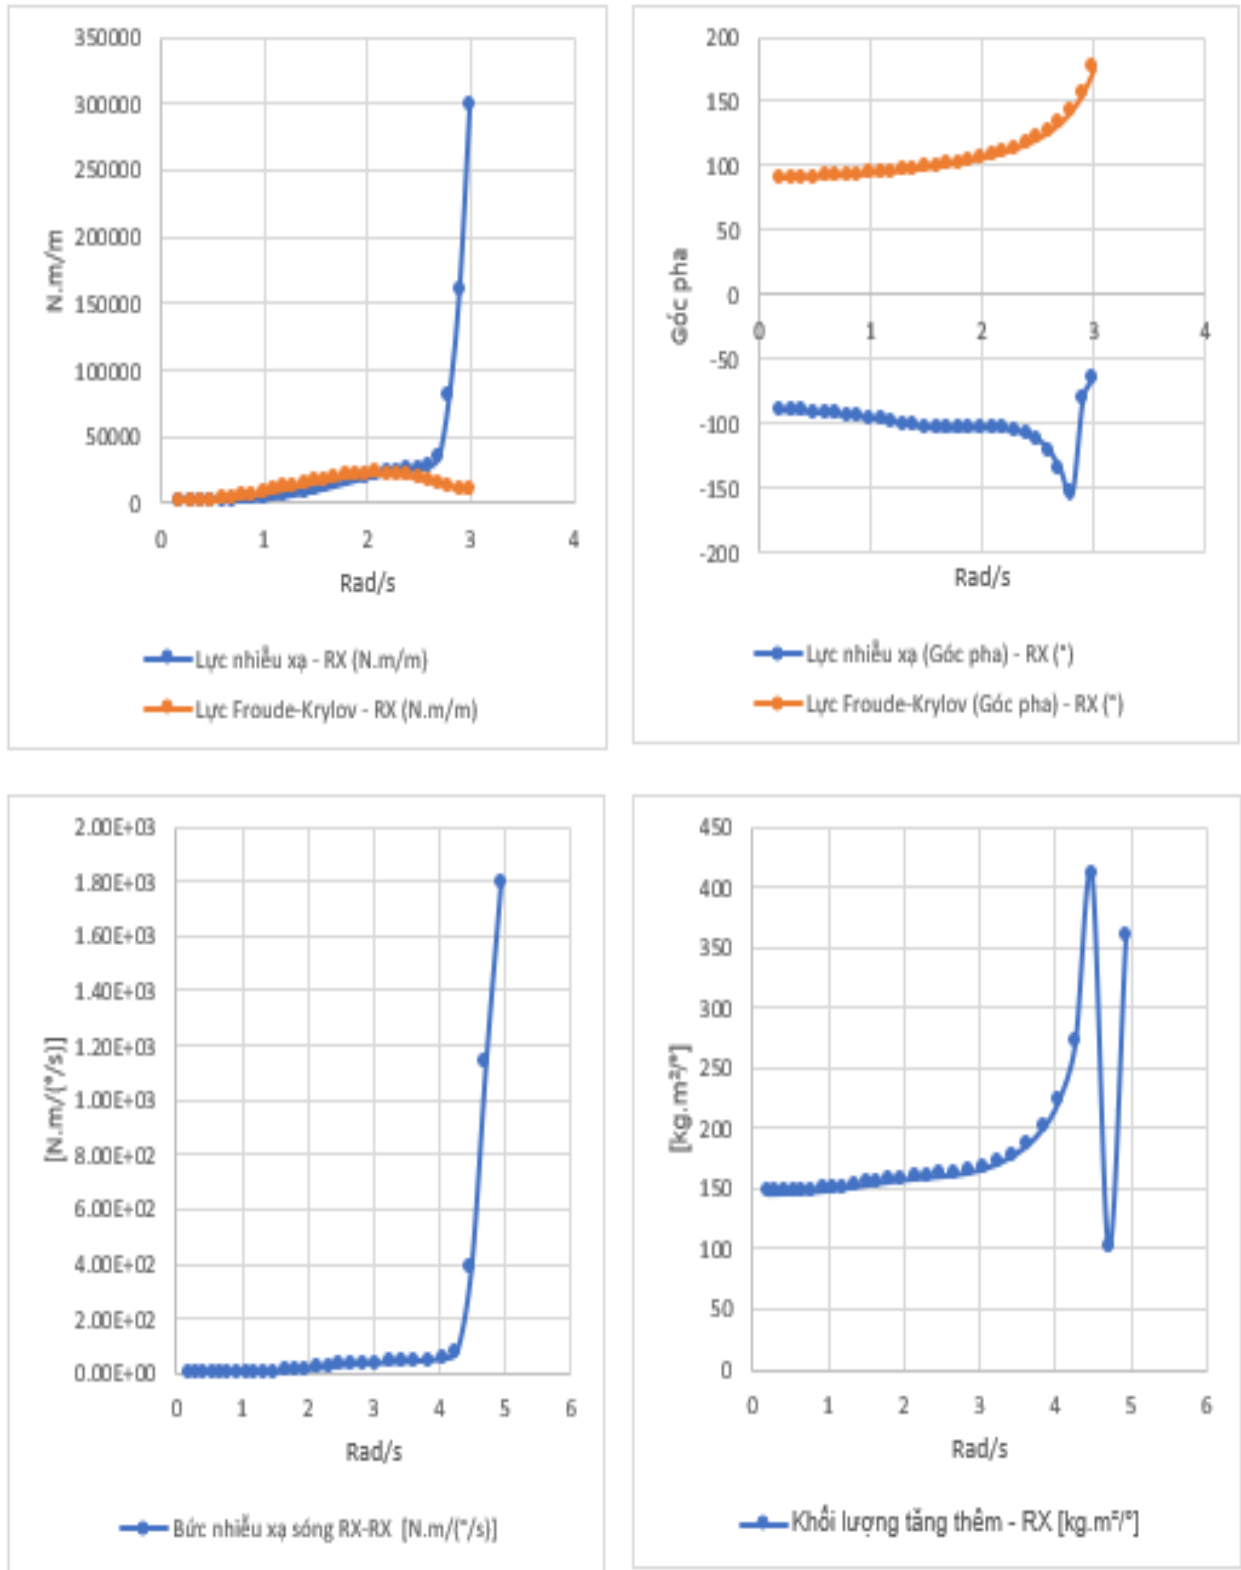 350000
300000
250000
200000
150000
100000
50000
0
N.m/m
0 1 2 3 4
Rad/s
Lực nhiễu xạ - RX (N.m/m)
Lực Froude-Krylov - RX (N.m/m)
200
150
100
50
0
-50
-100
-150
-200
Góc pha
0 1 2 3 4
Rad/s
Lực nhiễu xạ (Góc pha) - RX (°)
Lực Froude-Krylov (Góc pha) - RX (°)
2.00E+03
1.80E+03
1.60E+03
1.40E+03
1.20E+03
1.00E+03
8.00E+02
6.00E+02
4.00E+02
2.00E+02
0.00E+00
[N.m/(°/s)]
0 1 2 3 4 5 6
Rad/s
Bức nhiễu xạ sóng RX-RX [N.m/(°/s)]
450
400
350
300
250
200
150
100
50
0
[kg.m²/°]
0 1 2 3 4 5 6
Rad/s
Khối lượng tăng thêm - RX [kg.m²/°]